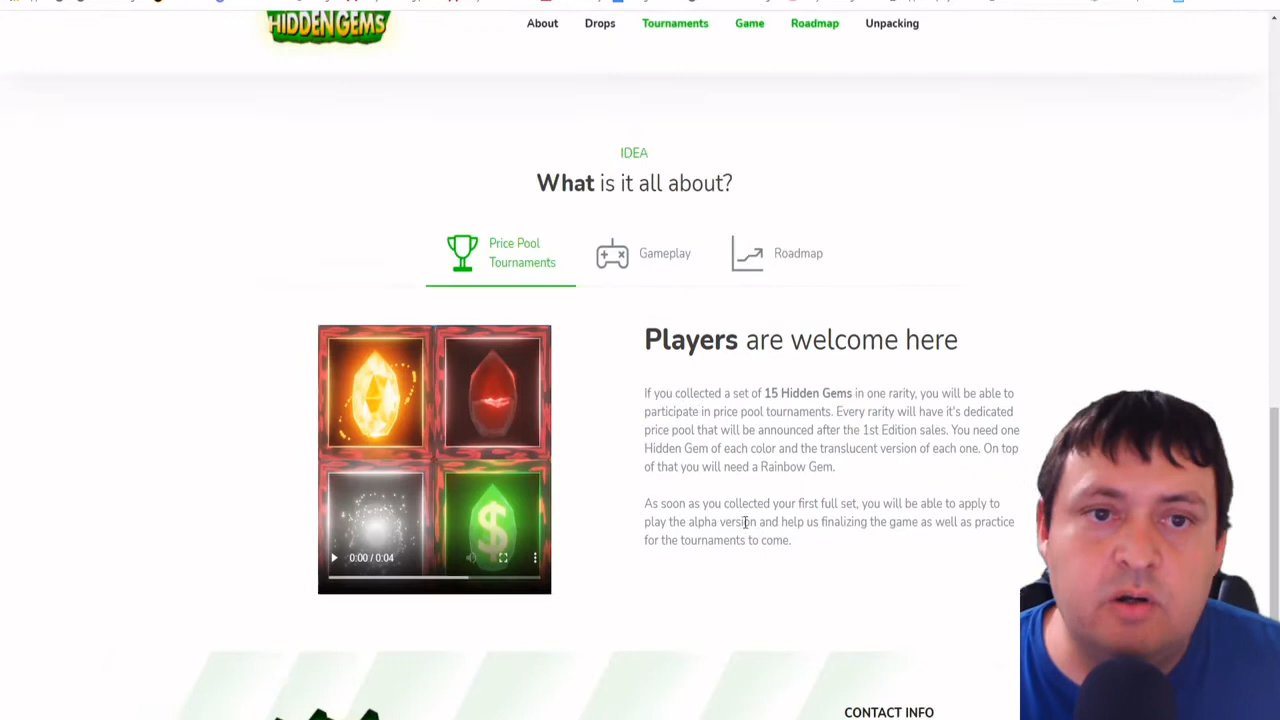 HIDDEN GEMS
About Drops Tournaments Game Roadmap Unpacking
IDEA
What is it all about?
Price Pool
Tournaments
Gameplay
Roadmap
Players are welcome here
If you collected a set of 15 Hidden Gems in one rarity, you will be able to
participate in price pool tournaments. Every rarity will have it's dedicated
price pool that will be announced after the 1st Edition sales. You need one
Hidden Gem of each color and the translucent version of each one. On top
of that you will need a Rainbow Gem.
As soon as you collected your first full set, you will be able to apply to
play the alpha version and help us finalizing the game as well as practice
for the tournaments to come.
$
0:00 / 0:04
CONTACT INFO